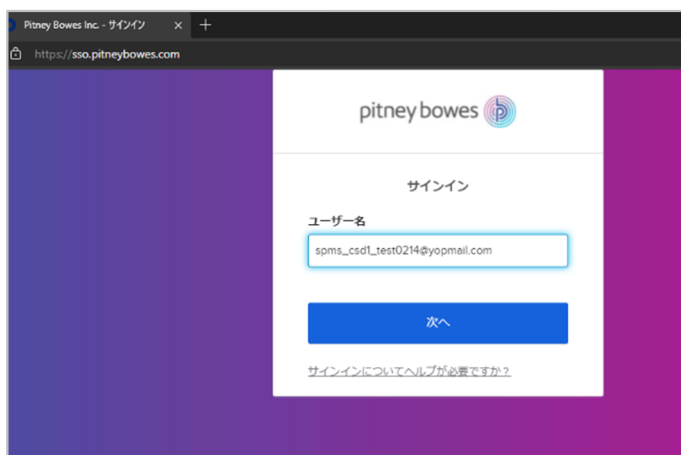 Pitney Bowes Inc. - サインイン
https://sso.pitneybowes.com
pitney bowes
サインイン
ユーザー名
spms_csd1_test0214@yopmail.com
次へ
サインインについてヘルプが必要ですか？